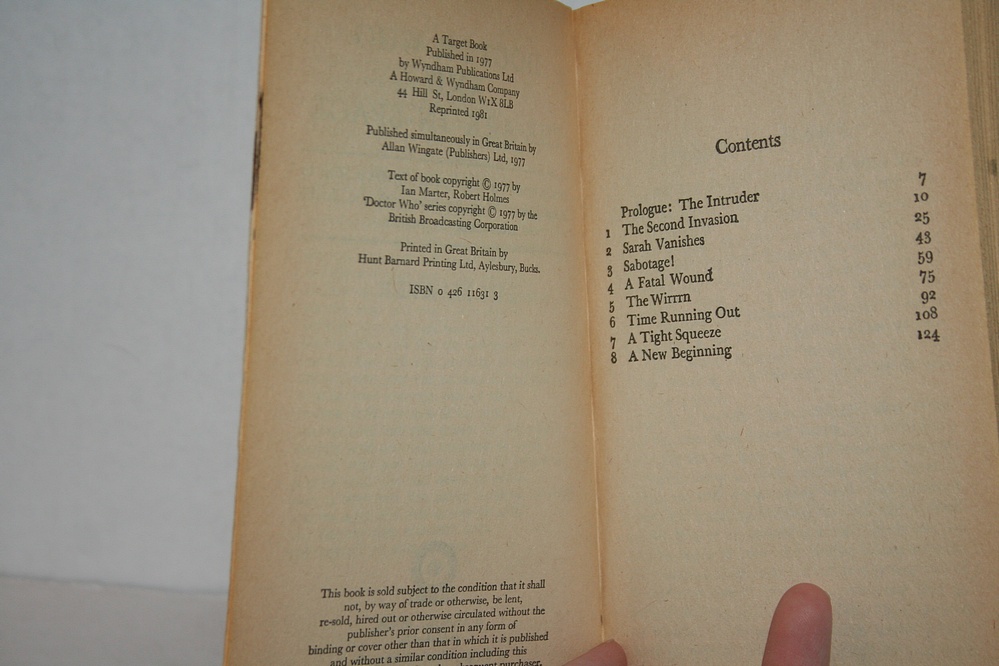 A Target Book
Published in 1977
by Wyndham Publications Ltd
A Howard & Wyndham Company
44 Hill St, London W1X 8LB
Reprinted 1981
Published simultaneously in Great Britain by
Allan Wingate (Publishers) Ltd, 1977
Text of book copyright © 1977 by
Ian Marter, Robert Holmes
'Doctor Who' series copyright © 1977 by the
British Broadcasting Corporation
Printed in Great Britain by
Hunt Barnard Printing Ltd, Aylesbury, Bucks.
ISBN 0 426 11631 3
This book is sold subject to the condition that it shall
not, by way of trade or otherwise, be lent,
re-sold, hired out or otherwise circulated without the
publisher's prior consent in any form of
binding or cover other than that in which it is published
and without a similar condition including this
purchaser.
Contents
Prologue: The Intruder 7
1 The Second Invasion 10
2 Sarah Vanishes 25
3 Sabotage! 43
4 A Fatal Wound 59
5 The Wirrrn 75
6 Time Running Out 92
7 A Tight Squeeze 108
8 A New Beginning 124